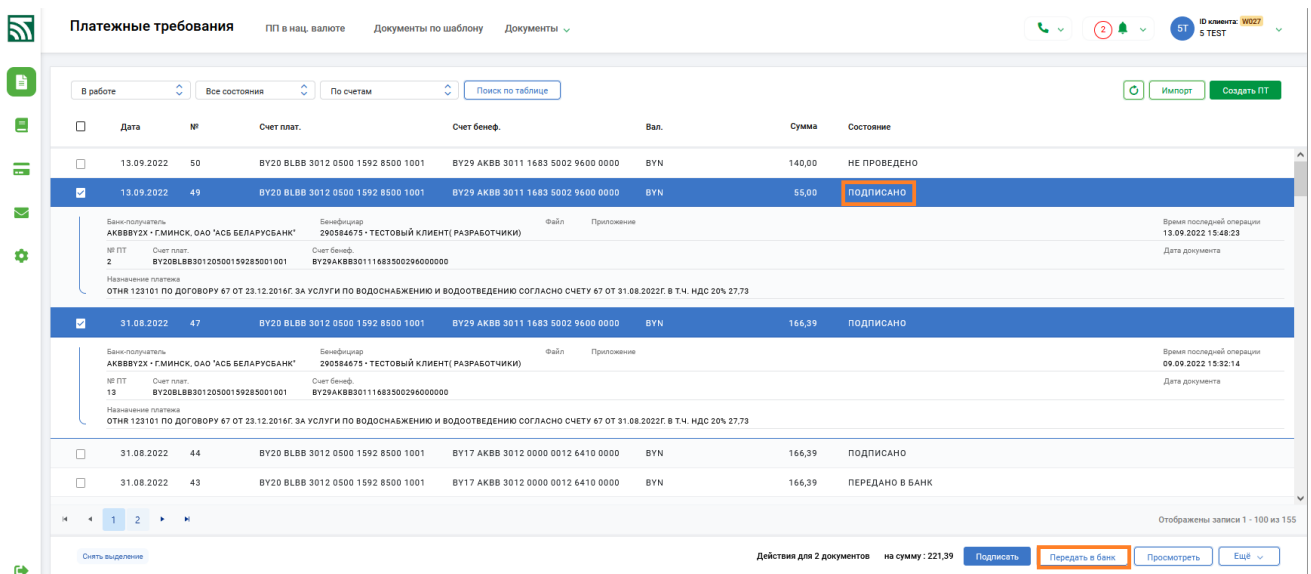 Платежные требования ПП в нац. валюте Документы по шаблону Документы 2 5T ID клиента: W027
5 TEST
В работе Все состояния По счетам Поиск по таблице Импорт Создать ПТ
Дата № Счет плат. Счет бенеф. Вал. Сумма Состояние
13.09.2022 50 BY20 BLBB 3012 0500 1592 8500 1001 BY29 AKBB 3011 1683 5002 9600 0000 BYN 140,00 НЕ ПРОВЕДЕНО
13.09.2022 49 BY20 BLBB 3012 0500 1592 8500 1001 BY29 AKBB 3011 1683 5002 9600 0000 BYN 55,00 ПОДПИСАНО
Банк-получатель Бенефициар Файл Приложение Время последней операции
AKBBBY2X • Г.МИНСК, ОАО "АСБ БЕЛАРУСБАНК" 290584675 • ТЕСТОВЫЙ КЛИЕНТ( РАЗРАБОТЧИКИ) 13.09.2022 15:48:23
№ ПТ Счет плат. Счет бенеф. Дата документа
2 BY20BLBB30120500159285001001 BY29AKBB30111683500296000000
Назначение платежа
ОТНЯ 123101 ПО ДОГОВОРУ 67 ОТ 23.12.2016Г. ЗА УСЛУГИ ПО ВОДОСНАБЖЕНИЮ И ВОДООТВЕДЕНИЮ СОГЛАСНО СЧЕТУ 67 ОТ 31.08.2022Г. В Т.Ч. НДС 20% 27,73
31.08.2022 47 BY20 BLBB 3012 0500 1592 8500 1001 BY29 AKBB 3011 1683 5002 9600 0000 BYN 166,39 ПОДПИСАНО
Банк-получатель Бенефициар Файл Приложение Время последней операции
AKBBBY2X • Г.МИНСК, ОАО "АСБ БЕЛАРУСБАНК" 290584675 • ТЕСТОВЫЙ КЛИЕНТ( РАЗРАБОТЧИКИ) 09.09.2022 15:32:14
№ ПТ Счет плат. Счет бенеф. Дата документа
13 BY20BLBB30120500159285001001 BY29AKBB30111683500296000000
Назначение платежа
ОТНЯ 123101 ПО ДОГОВОРУ 67 ОТ 23.12.2016Г. ЗА УСЛУГИ ПО ВОДОСНАБЖЕНИЮ И ВОДООТВЕДЕНИЮ СОГЛАСНО СЧЕТУ 67 ОТ 31.08.2022Г. В Т.Ч. НДС 20% 27,73
31.08.2022 44 BY20 BLBB 3012 0500 1592 8500 1001 BY17 AKBB 3012 0000 0012 6410 0000 BYN 166,39 ПОДПИСАНО
31.08.2022 43 BY20 BLBB 3012 0500 1592 8500 1001 BY17 AKBB 3012 0000 0012 6410 0000 BYN 166,39 ПЕРЕДАНО В БАНК
1 2 Отображены записи 1 - 100 из 155
Снять выделение Действия для 2 документов на сумму : 221,39 Подписать Передать в банк Просмотреть Ещё